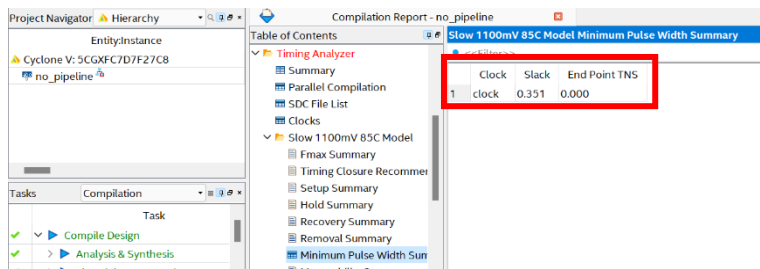 Project Navigator Hierarchy
Entity:Instance
Cyclone V: 5CGXFC7D7F27C8
no_pipeline
Tasks Compilation
Task
Compile Design
Analysis & Synthesis
Compilation Report - no_pipeline
Table of Contents
Timing Analyzer
Summary
Parallel Compilation
SDC File List
Clocks
Slow 1100mV 85C Model
Fmax Summary
Timing Closure Recommen
Setup Summary
Hold Summary
Recovery Summary
Removal Summary
Minimum Pulse Width Sum
Slow 1100mV 85C Model Minimum Pulse Width Summary
<<Filter>>
Clock Slack End Point TNS
1 clock 0.351 0.000